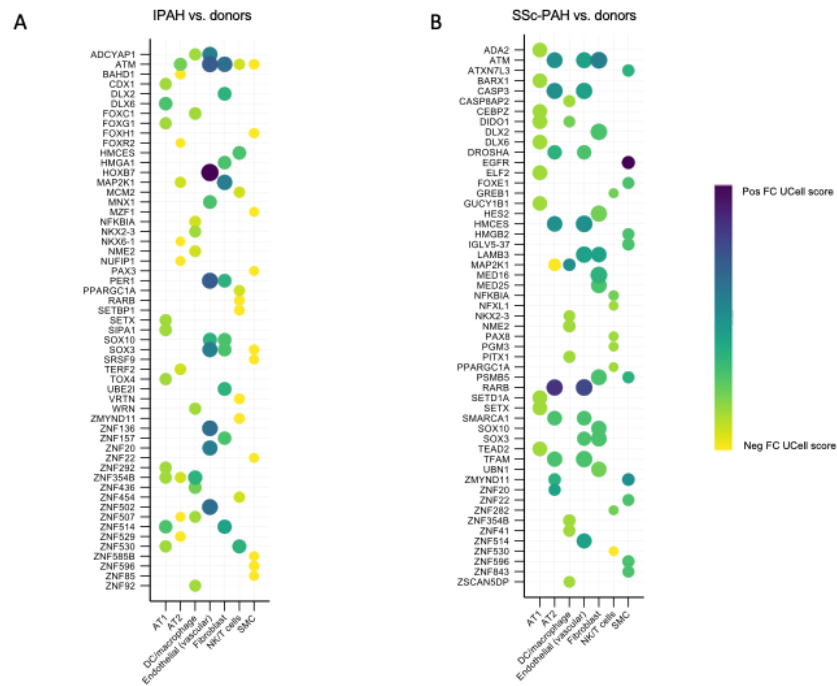 A
IPAH vs. donors
ADCYAP1
ATM
BAHD1
CDX1
DLX2
DLX6
FOXC1
FOXG1
FOXH1
FOXR2
HMCES
HMGA1
HOXB7
MAP2K1
MCM2
MNX1
MZF1
NFKBIA
NKX2-3
NKX6-1
NME2
NUFIP1
PAX3
PER1
PPARGC1A
RARB
SETBP1
SETX
SIPA1
SOX10
SOX3
SRSF9
TERF2
TOX4
UBE2I
VRTN
WRN
ZMYND11
ZNF136
ZNF157
ZNF20
ZNF22
ZNF292
ZNF354B
ZNF436
ZNF454
ZNF502
ZNF507
ZNF514
ZNF529
ZNF530
ZNF585B
ZNF596
ZNF85
ZNF92
AT1
AT2
DC/macrophage
Endothelial (vascular)
Fibroblast
NK/T cells
SMC
B
SSc-PAH vs. donors
ADA2
ATM
ATXN7L3
BARX1
CASP3
CASP8AP2
CEBPZ
DIDO1
DLX2
DLX6
DROSHA
EGFR
ELF2
FOXE1
GREB1
GUCY1B1
HES2
HMCES
HMGB2
IGLV5-37
LAMB3
MAP2K1
MED16
MED25
NFKBIA
NFXL1
NKX2-3
NME2
PAX8
PGM3
PITX1
PPARGC1A
PSMB5
RARB
SETD1A
SETX
SMARCA1
SOX10
SOX3
TEAD2
TFAM
UBN1
ZMYND11
ZNF20
ZNF22
ZNF282
ZNF354B
ZNF41
ZNF514
ZNF530
ZNF596
ZNF843
ZSCAN5DP
AT1
AT2
DC/macrophage
Endothelial (vascular)
Fibroblast
NK/T cells
SMC
Pos FC UCell score
Neg FC UCell score